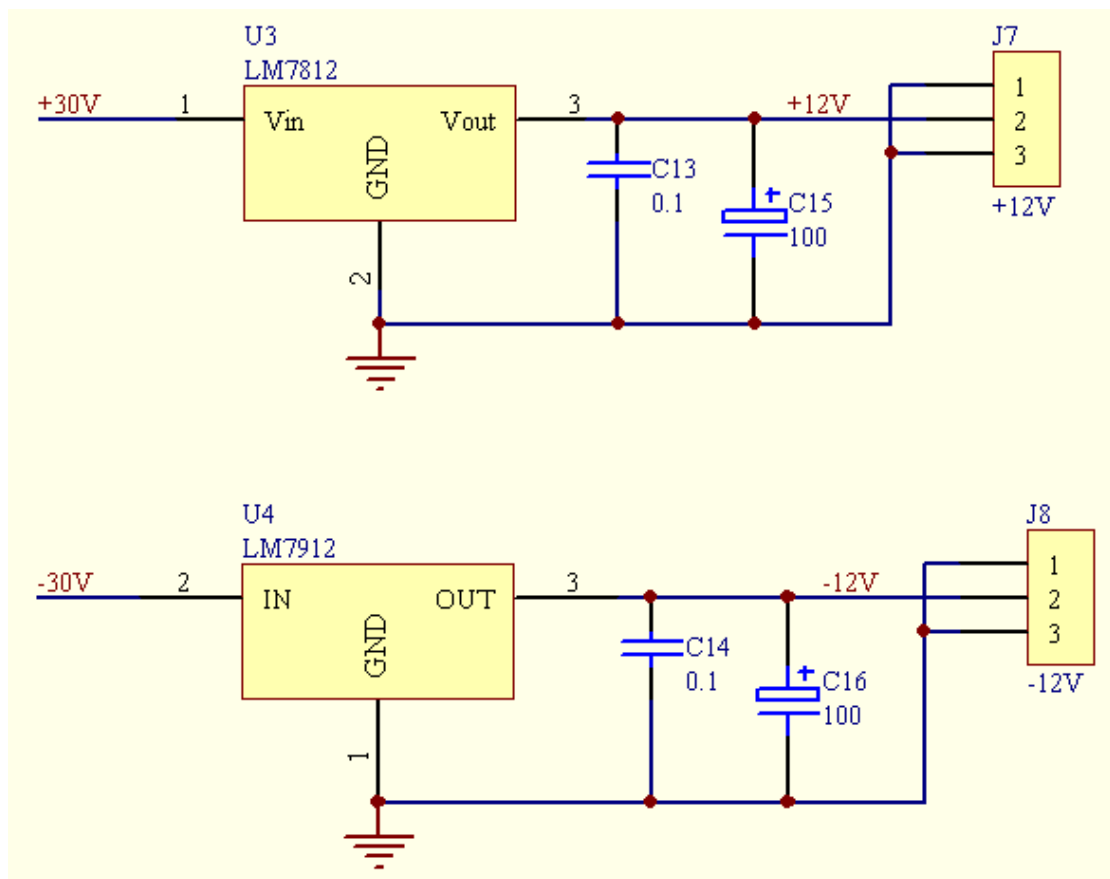 U3
LM7812
J7
+30V 1 Vin Vout 3 +12V 1
2
3
GND
C13
0.1
+ C15
100
+12V
2
U4
LM7912
J8
-30V 2 IN OUT 3 -12V 1
2
3
GND
C14
0.1
+ C16
100
-12V
1